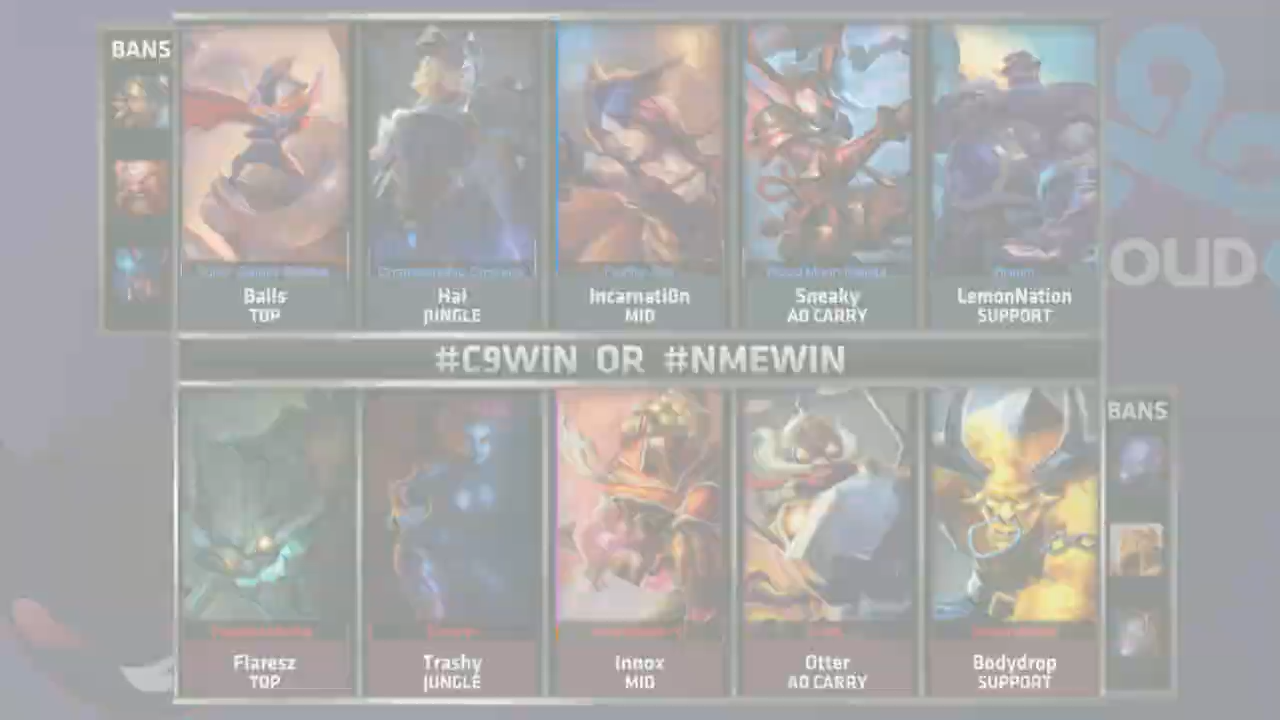 BANS
Balls
TOP
Hai
JUNGLE
Incarnati0n
MID
Sneaky
AD CARRY
LemonNation
SUPPORT
OUD
#C9WIN OR #NMEWIN
BANS
Flaresz
TOP
Trashy
JUNGLE
Innox
MID
Otter
AD CARRY
Bodydrop
SUPPORT